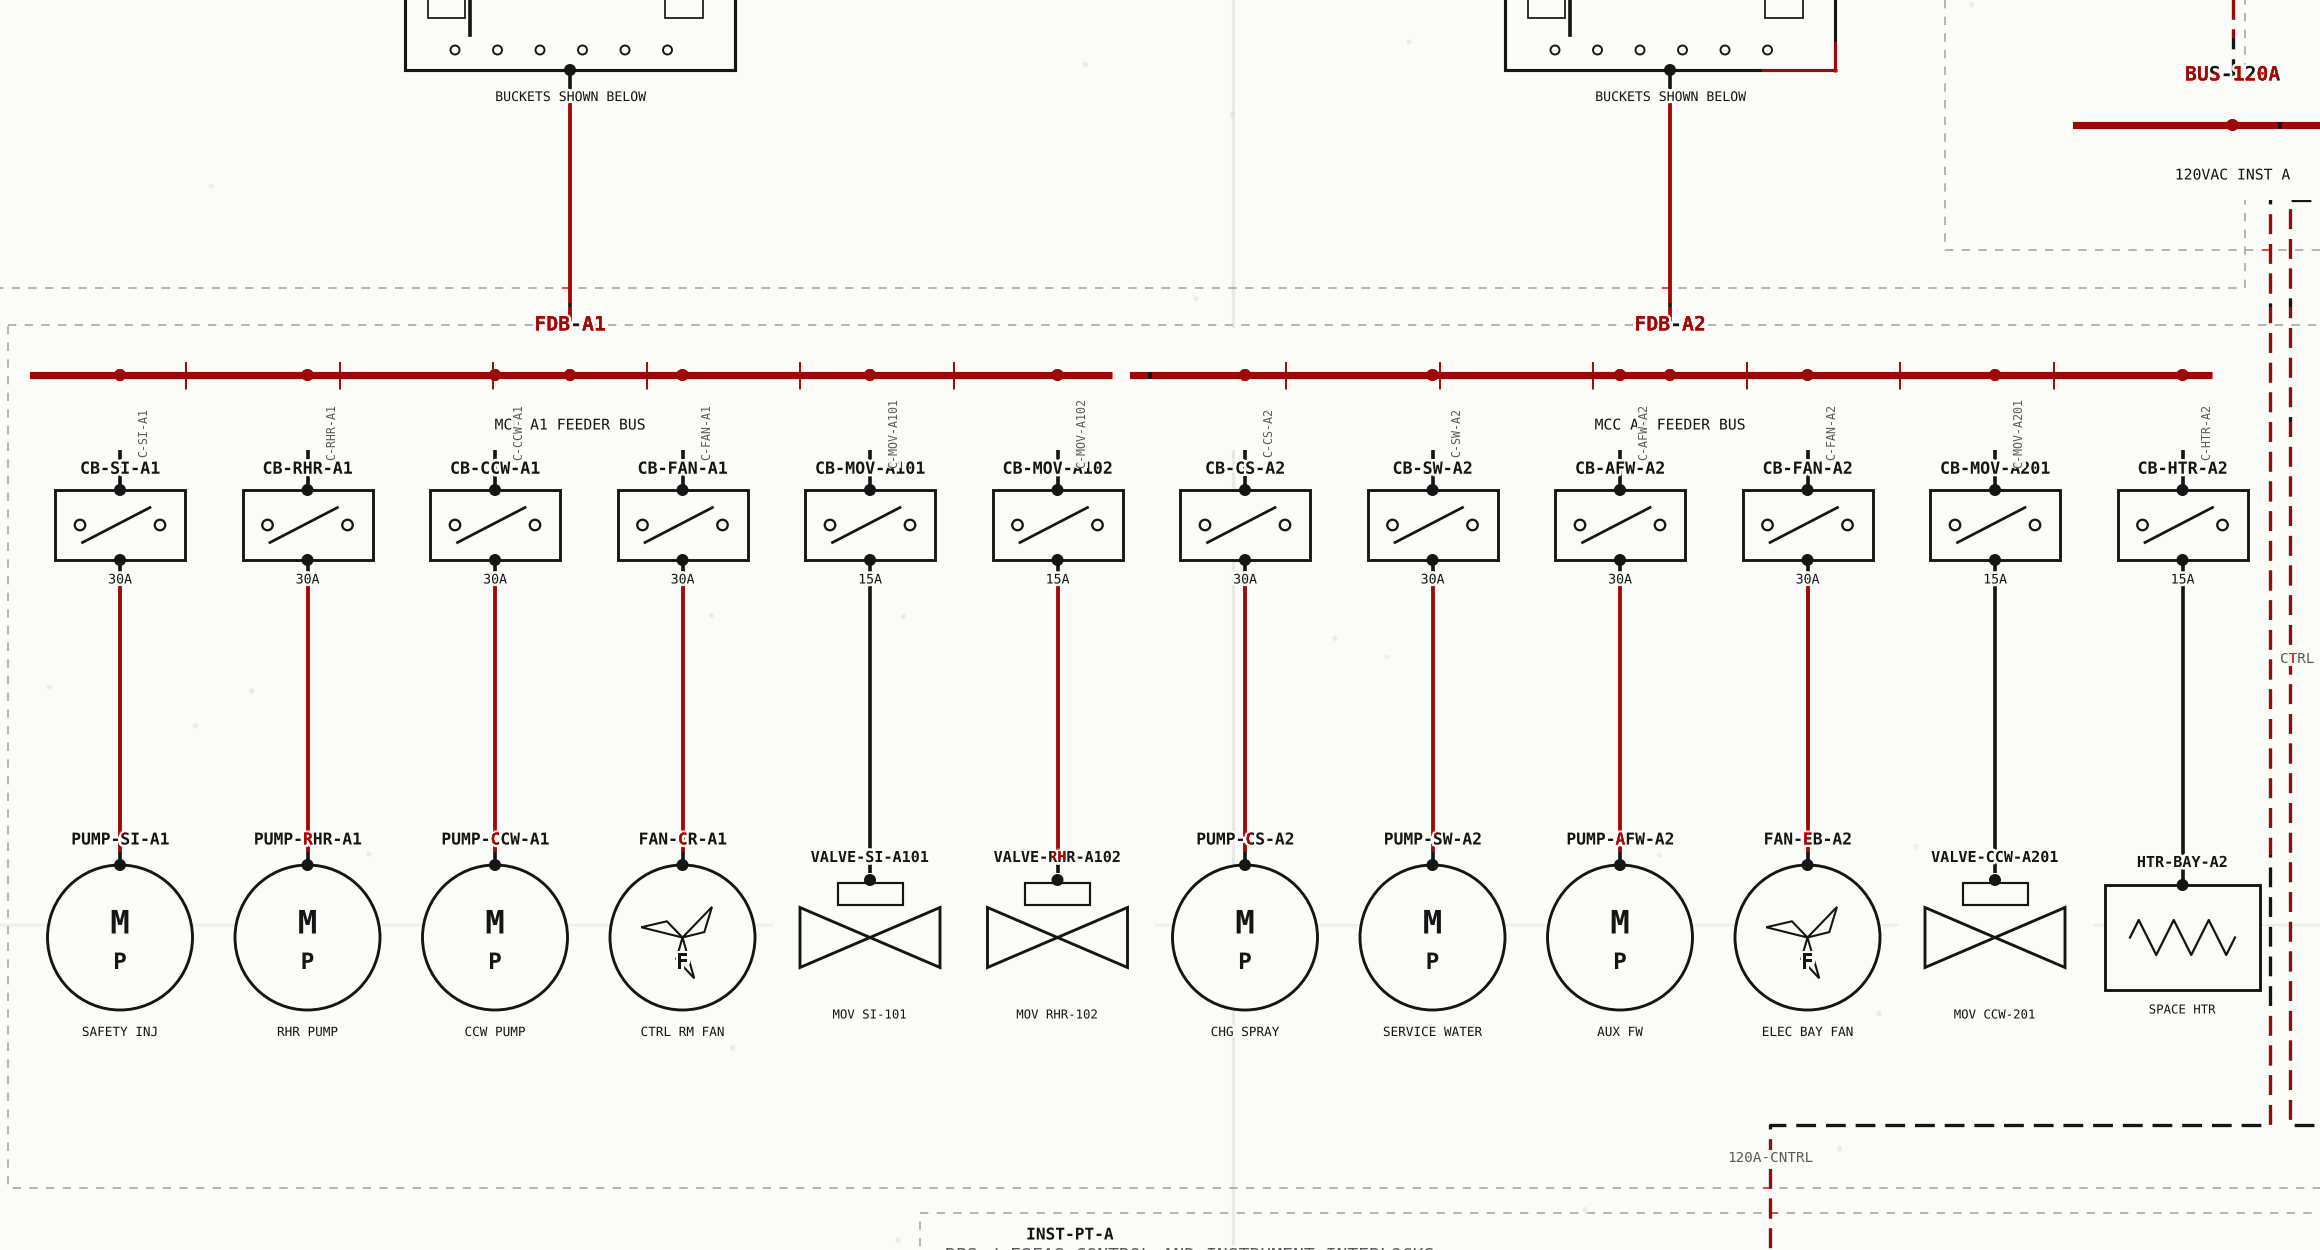 BUCKETS SHOWN BELOW
BUCKETS SHOWN BELOW
BUS-120A
120VAC INST A
FDB-A1
FDB-A2
MCC A1 FEEDER BUS
MCC A2 FEEDER BUS
C-SI-A1
C-RHR-A1
C-CCW-A1
C-FAN-A1
C-MOV-A101
C-MOV-A102
C-CS-A2
C-SW-A2
C-AFW-A2
C-FAN-A2
C-MOV-A201
C-HTR-A2
CB-SI-A1
CB-RHR-A1
CB-CCW-A1
CB-FAN-A1
CB-MOV-A101
CB-MOV-A102
CB-CS-A2
CB-SW-A2
CB-AFW-A2
CB-FAN-A2
CB-MOV-A201
CB-HTR-A2
30A
30A
30A
30A
15A
15A
30A
30A
30A
30A
15A
15A
CTRL
PUMP-SI-A1
PUMP-RHR-A1
PUMP-CCW-A1
FAN-CR-A1
VALVE-SI-A101
VALVE-RHR-A102
PUMP-CS-A2
PUMP-SW-A2
PUMP-AFW-A2
FAN-EB-A2
VALVE-CCW-A201
HTR-BAY-A2
M
P
M
P
M
P
F
M
P
M
P
M
P
F
SAFETY INJ
RHR PUMP
CCW PUMP
CTRL RM FAN
MOV SI-101
MOV RHR-102
CHG SPRAY
SERVICE WATER
AUX FW
ELEC BAY FAN
MOV CCW-201
SPACE HTR
120A-CNTRL
INST-PT-A
CONTROL AND INSTRUMENT INTERLOCKS